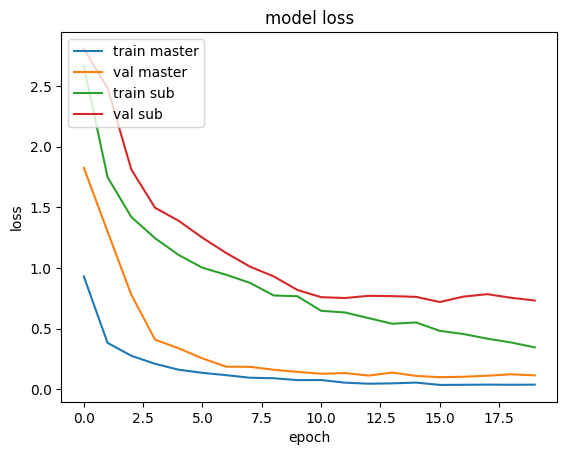 model loss
train master
val master
train sub
val sub
2.5
2.0
1.5
1.0
0.5
0.0
loss
0.0 2.5 5.0 7.5 10.0 12.5 15.0 17.5
epoch